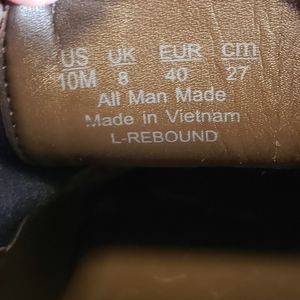 US UK EUR cm
10M 8 40 27
All Man Made
Made in Vietnam
L-REBOUND